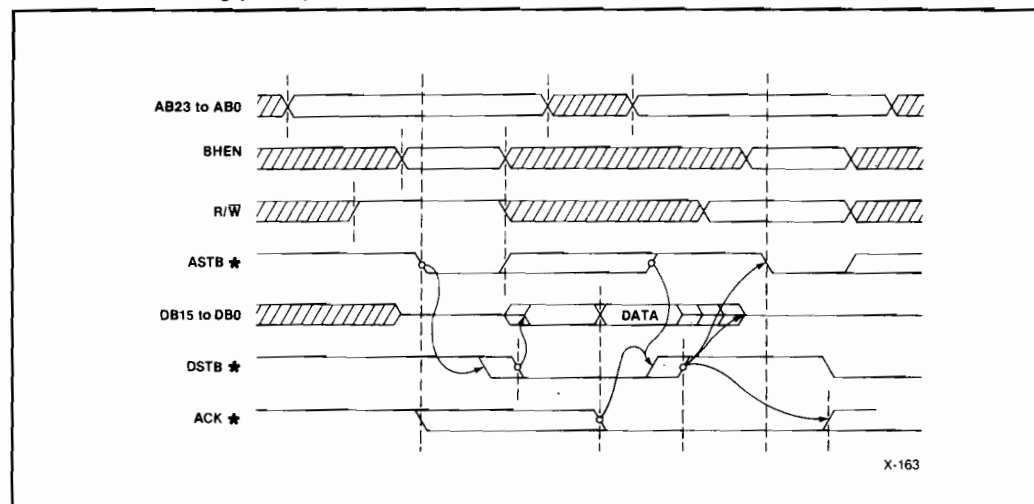 AB23 to AB0
BHEN
R/W̅
ASTB *
DB15 to DB0
DATA
DSTB *
ACK *
X-163